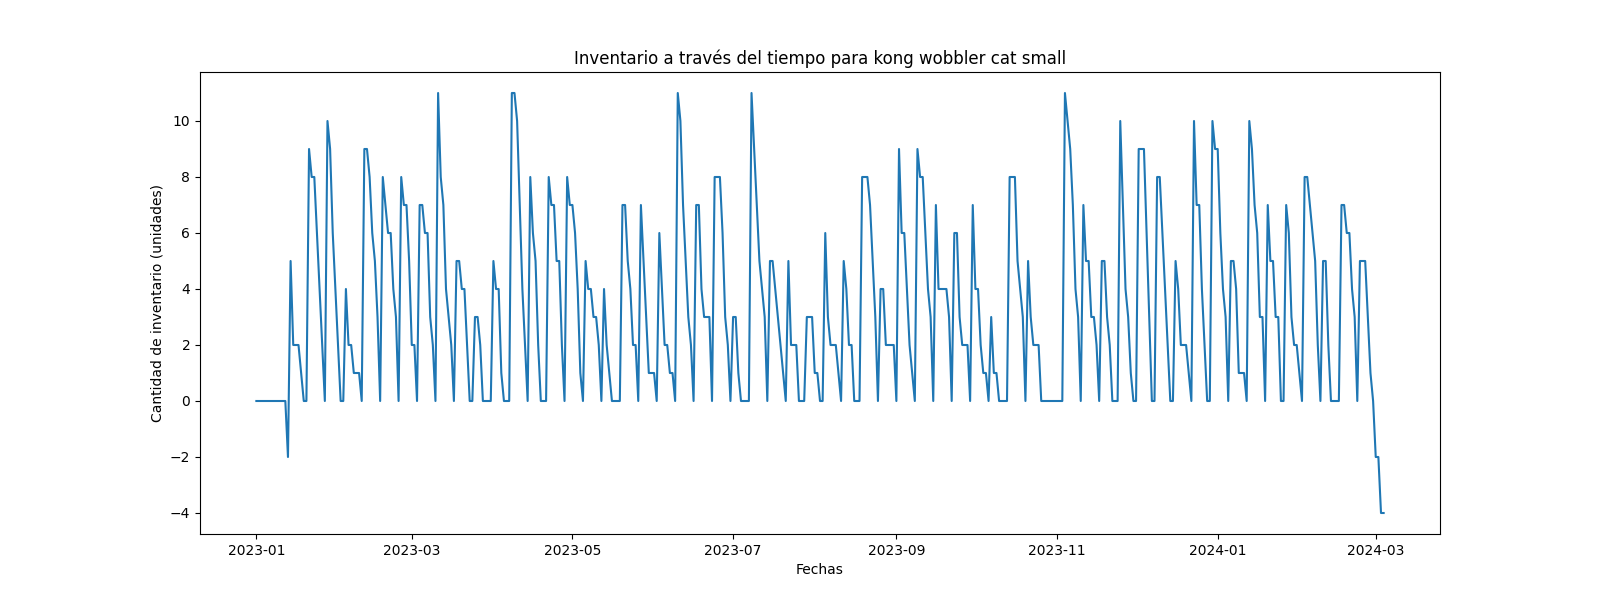 Inventario a través del tiempo para kong wobbler cat small
Cantidad de inventario (unidades)
10
8
6
4
2
0
−2
−4
2023-01 2023-03 2023-05 2023-07 2023-09 2023-11 2024-01 2024-03
Fechas